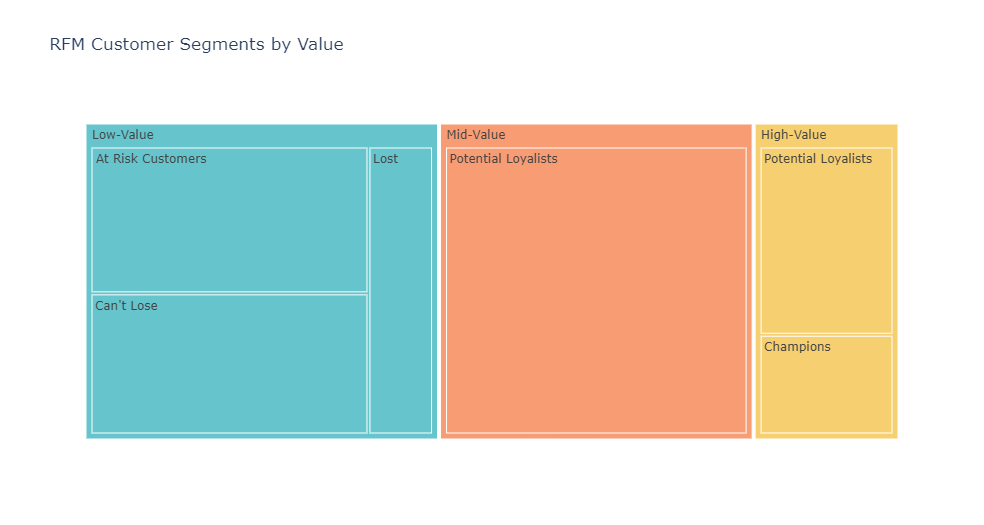 RFM Customer Segments by Value
Low-Value
At Risk Customers
Lost
Can't Lose
Mid-Value
Potential Loyalists
High-Value
Potential Loyalists
Champions